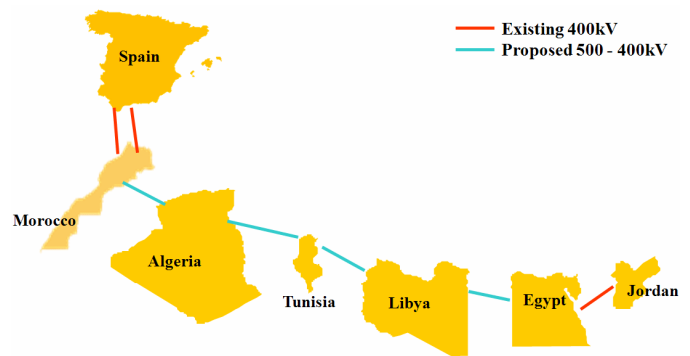 Existing 400kV
Proposed 500 - 400kV
Spain
Morocco
Algeria
Tunisia
Libya
Egypt
Jordan